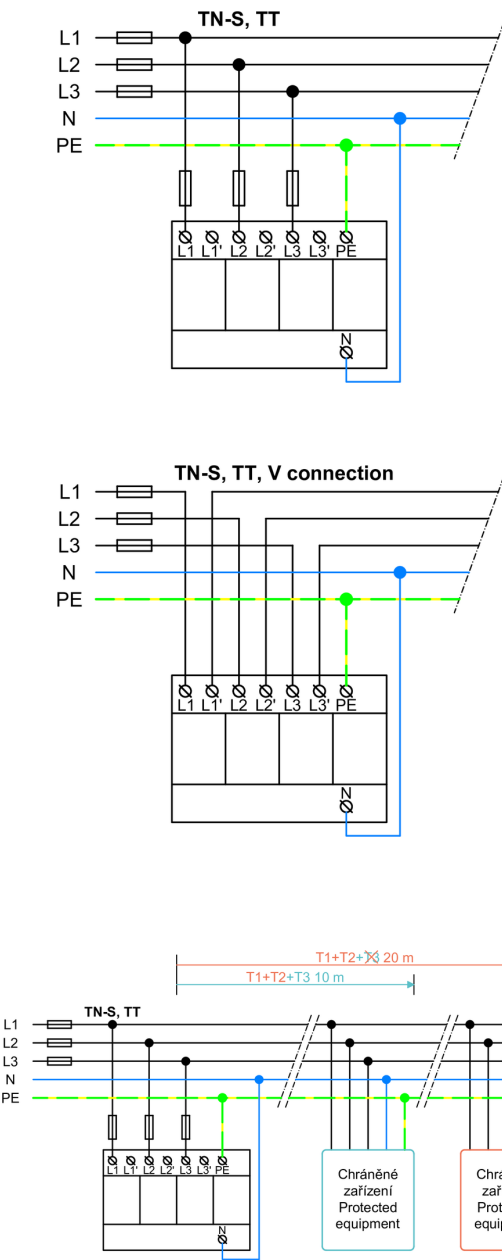 TN-S, TT
L1
L2
L3
N
PE
L1 L1' L2 L2' L3 L3' PE
N
TN-S, TT, V connection
L1
L2
L3
N
PE
L1 L1' L2 L2' L3 L3' PE
N
T1+T2+T3 20 m
T1+T2+T3 10 m
TN-S, TT
L1
L2
L3
N
PE
L1 L1' L2 L2' L3 L3' PE
N
Chráněné
zařízení
Protected
equipment